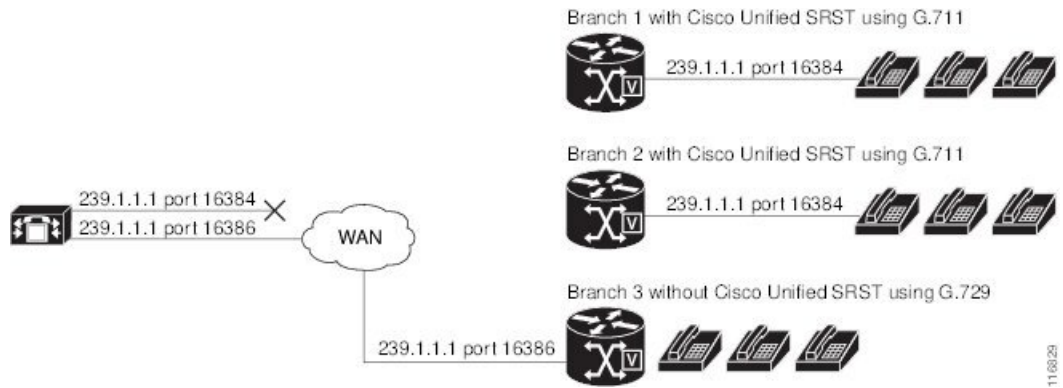 Branch 1 with Cisco Unified SRST using G.711
239.1.1.1 port 16384
V
Branch 2 with Cisco Unified SRST using G.711
239.1.1.1 port 16384
V
239.1.1.1 port 16384
239.1.1.1 port 16386
WAN
Branch 3 without Cisco Unified SRST using G.729
239.1.1.1 port 16386
V
116829